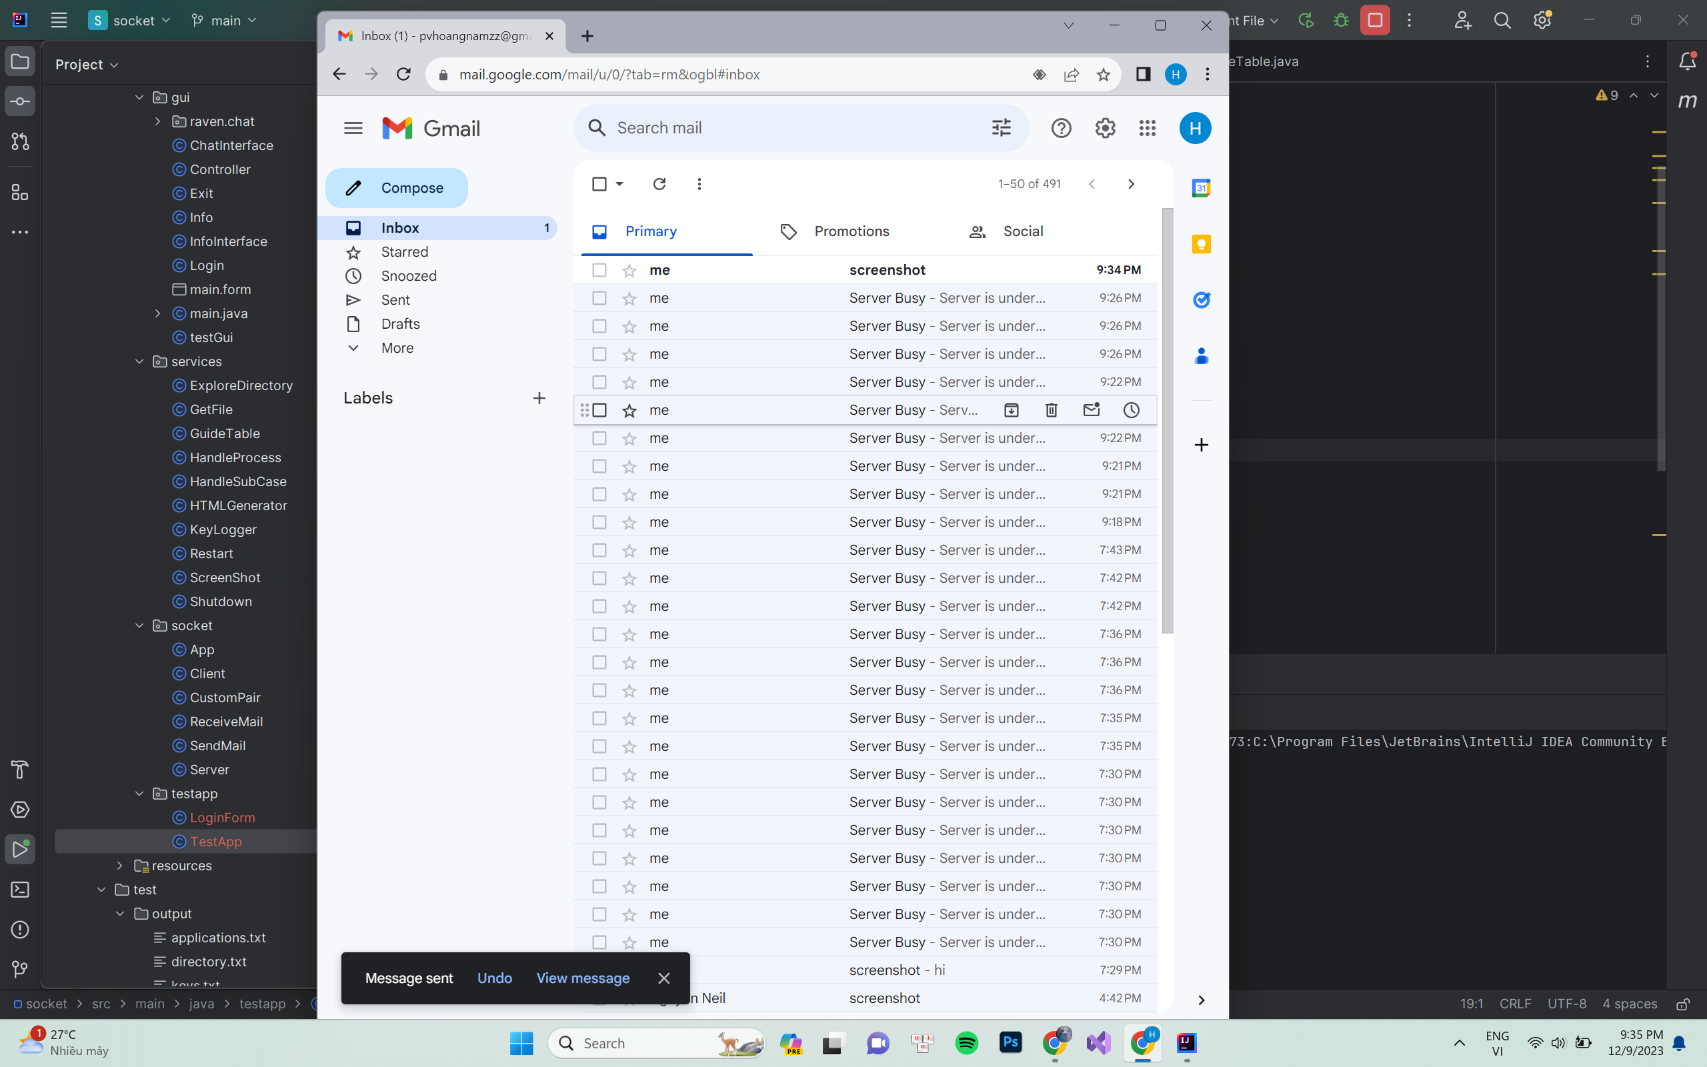 S socket main
Inbox (1) - pvhoangnamzz@gm
nt File
mail.google.com/mail/u/0/?tab=rm&ogbl#inbox
H
eTable.java
9
m
Project
gui
raven.chat
ChatInterface
Controller
Exit
Info
InfoInterface
Login
main.form
main.java
testGui
services
ExploreDirectory
GetFile
GuideTable
HandleProcess
HandleSubCase
HTMLGenerator
KeyLogger
Restart
ScreenShot
Shutdown
socket
App
Client
CustomPair
ReceiveMail
SendMail
Server
testapp
LoginForm
TestApp
resources
test
output
applications.txt
directory.txt
keys.txt
Gmail
Search mail
H
Compose
Inbox 1
Starred
Snoozed
Sent
Drafts
More
Labels
1–50 of 491
31
Primary Promotions Social
me screenshot 9:34 PM
me Server Busy - Server is under... 9:26 PM
me Server Busy - Server is under... 9:26 PM
me Server Busy - Server is under... 9:26 PM
me Server Busy - Server is under... 9:22 PM
me Server Busy - Serv...
me Server Busy - Server is under... 9:22 PM
me Server Busy - Server is under... 9:21 PM
me Server Busy - Server is under... 9:21 PM
me Server Busy - Server is under... 9:18 PM
me Server Busy - Server is under... 7:43 PM
me Server Busy - Server is under... 7:42 PM
me Server Busy - Server is under... 7:42 PM
me Server Busy - Server is under... 7:36 PM
me Server Busy - Server is under... 7:36 PM
me Server Busy - Server is under... 7:36 PM
me Server Busy - Server is under... 7:35 PM
me Server Busy - Server is under... 7:35 PM
me Server Busy - Server is under... 7:30 PM
me Server Busy - Server is under... 7:30 PM
me Server Busy - Server is under... 7:30 PM
me Server Busy - Server is under... 7:30 PM
me Server Busy - Server is under... 7:30 PM
me Server Busy - Server is under... 7:30 PM
me Server Busy - Server is under... 7:30 PM
screenshot - hi 7:29 PM
n Neil screenshot 4:42 PM
Message sent Undo View message
73:C:\Program Files\JetBrains\IntelliJ IDEA Community E
socket > src > main > java > testapp >
19:1 CRLF UTF-8 4 spaces
1
27°C
Nhiều mây
Search
PRE
Ps
H
IJ
ENG
VI
9:35 PM
12/9/2023